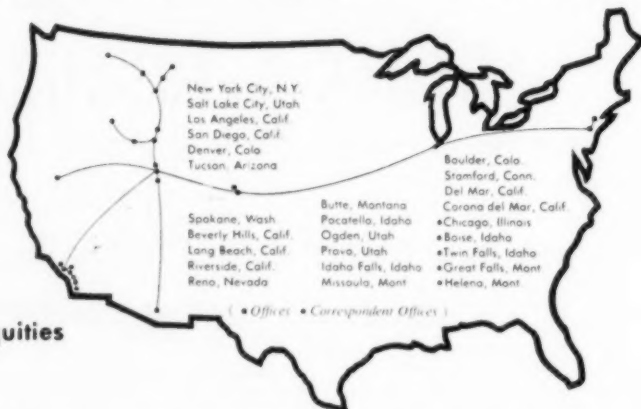 New York City, N.Y.
Salt Lake City, Utah
Los Angeles, Calif.
San Diego, Calif.
Denver, Colo
Tucson, Arizona
Spokane, Wash.
Beverly Hills, Calif.
Long Beach, Calif.
Riverside, Calif.
Reno, Nevada
Butte, Montana
Pocatello, Idaho
Ogden, Utah
Provo, Utah
Idaho Falls, Idaho
Missoula, Mont
Boulder, Colo.
Stamford, Conn.
Del Mar, Calif.
Corona del Mar, Calif.
•Chicago, Illinois
•Boise, Idaho
•Twin Falls, Idaho
•Great Falls, Mont
•Helena, Mont.
( ■ Offices • Correspondent Offices )
uities